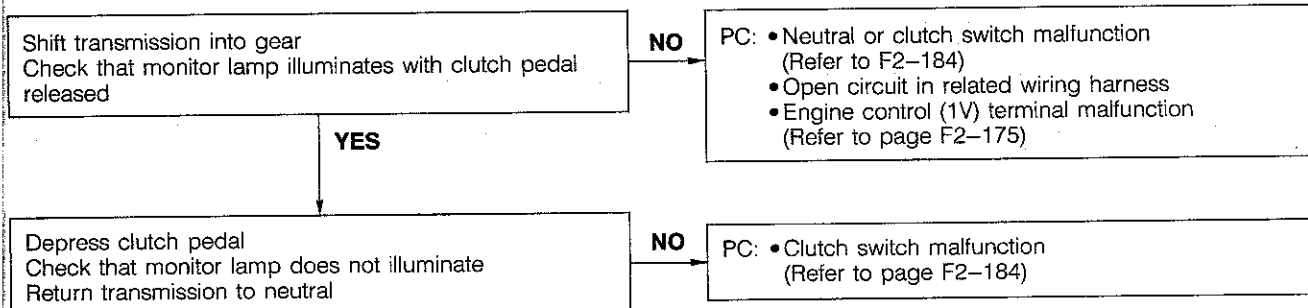 Shift transmission into gear
Check that monitor lamp illuminates with clutch pedal
released
NO
PC: • Neutral or clutch switch malfunction
(Refer to F2–184)
• Open circuit in related wiring harness
• Engine control (1V) terminal malfunction
(Refer to page F2–175)
YES
Depress clutch pedal
Check that monitor lamp does not illuminate
Return transmission to neutral
NO
PC: • Clutch switch malfunction
(Refer to page F2–184)